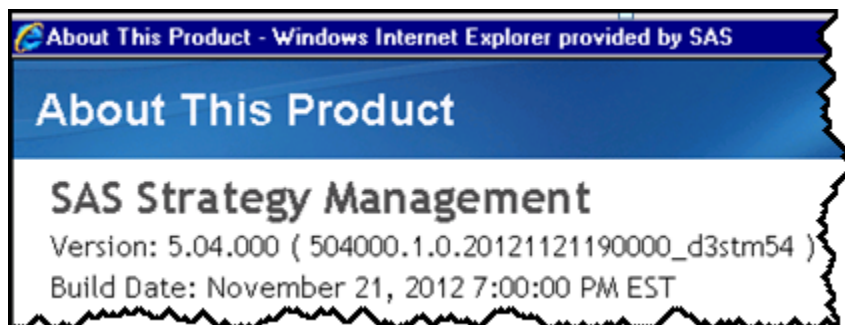 About This Product - Windows Internet Explorer provided by SAS
About This Product
SAS Strategy Management
Version: 5.04.000 ( 504000.1.0.20121121190000_d3stm54 )
Build Date: November 21, 2012 7:00:00 PM EST